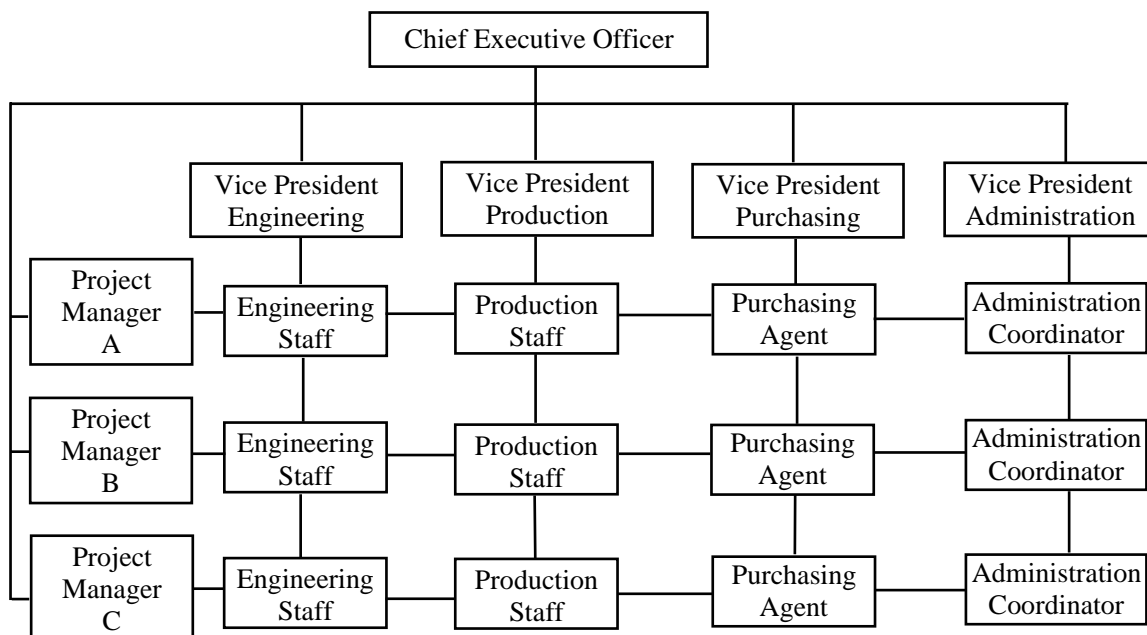 Chief Executive Officer
Vice President
Engineering
Vice President
Production
Vice President
Purchasing
Vice President
Administration
Project
Manager
A
Engineering
Staff
Production
Staff
Purchasing
Agent
Administration
Coordinator
Project
Manager
B
Engineering
Staff
Production
Staff
Purchasing
Agent
Administration
Coordinator
Project
Manager
C
Engineering
Staff
Production
Staff
Purchasing
Agent
Administration
Coordinator